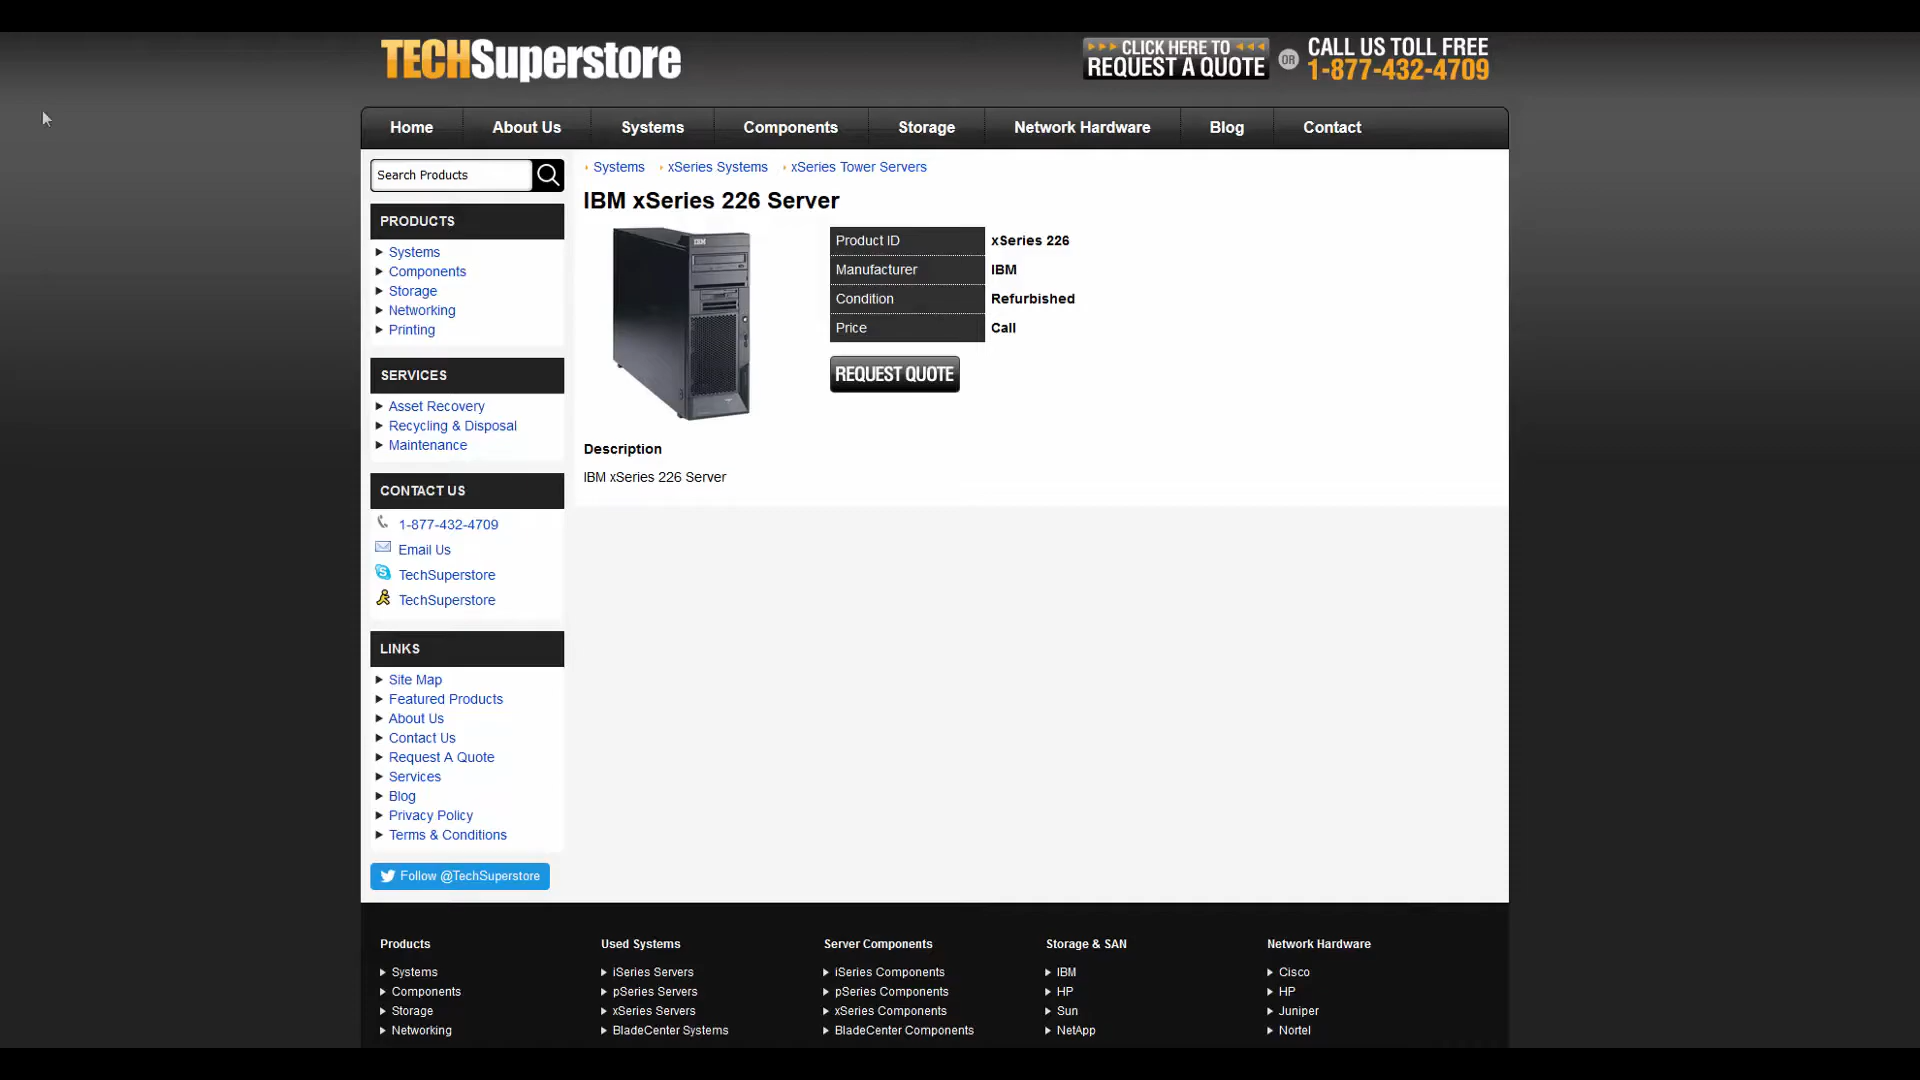 TECHSuperstore
CLICK HERE TO
REQUEST A QUOTE
OR
CALL US TOLL FREE
1-877-432-4709
Home About Us Systems Components Storage Network Hardware Blog Contact
Search Products
PRODUCTS
Systems
Components
Storage
Networking
Printing
SERVICES
Asset Recovery
Recycling & Disposal
Maintenance
CONTACT US
1-877-432-4709
Email Us
TechSuperstore
TechSuperstore
LINKS
Site Map
Featured Products
About Us
Contact Us
Request A Quote
Services
Blog
Privacy Policy
Terms & Conditions
Follow @TechSuperstore
Systems xSeries Systems xSeries Tower Servers
IBM xSeries 226 Server
IBM
Product ID xSeries 226
Manufacturer IBM
Condition Refurbished
Price Call
REQUEST QUOTE
Description
IBM xSeries 226 Server
Products
Systems
Components
Storage
Networking
Used Systems
iSeries Servers
pSeries Servers
xSeries Servers
BladeCenter Systems
Server Components
iSeries Components
pSeries Components
xSeries Components
BladeCenter Components
Storage & SAN
IBM
HP
Sun
NetApp
Network Hardware
Cisco
HP
Juniper
Nortel